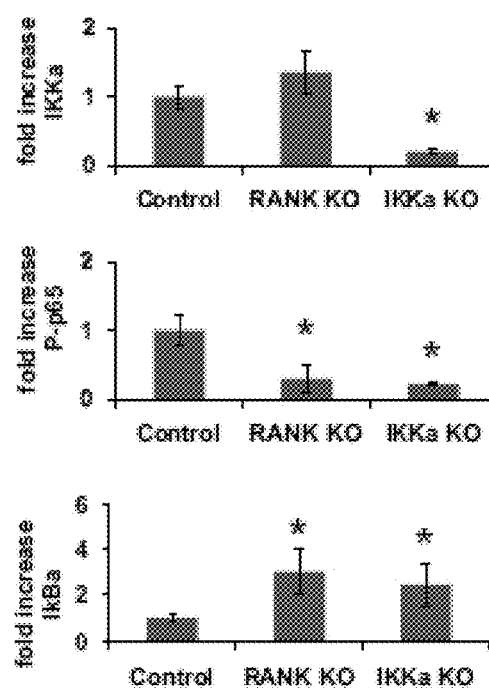 fold increase
IKKa
2
1
0
*
Control RANK KO IKKa KO
fold increase
P-p65
2
1
0
*
*
Control RANK KO IKKa KO
fold increase
IkBa
6
4
2
0
*
*
Control RANK KO IKKa KO